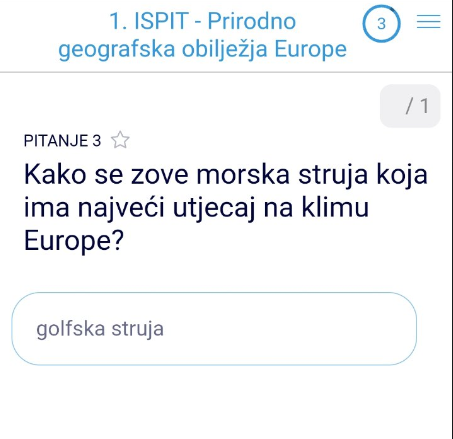 1. ISPIT - Prirodno
geografska obilježja Europe
3
/ 1
PITANJE 3
Kako se zove morska struja koja
ima najveći utjecaj na klimu
Europe?
golfska struja